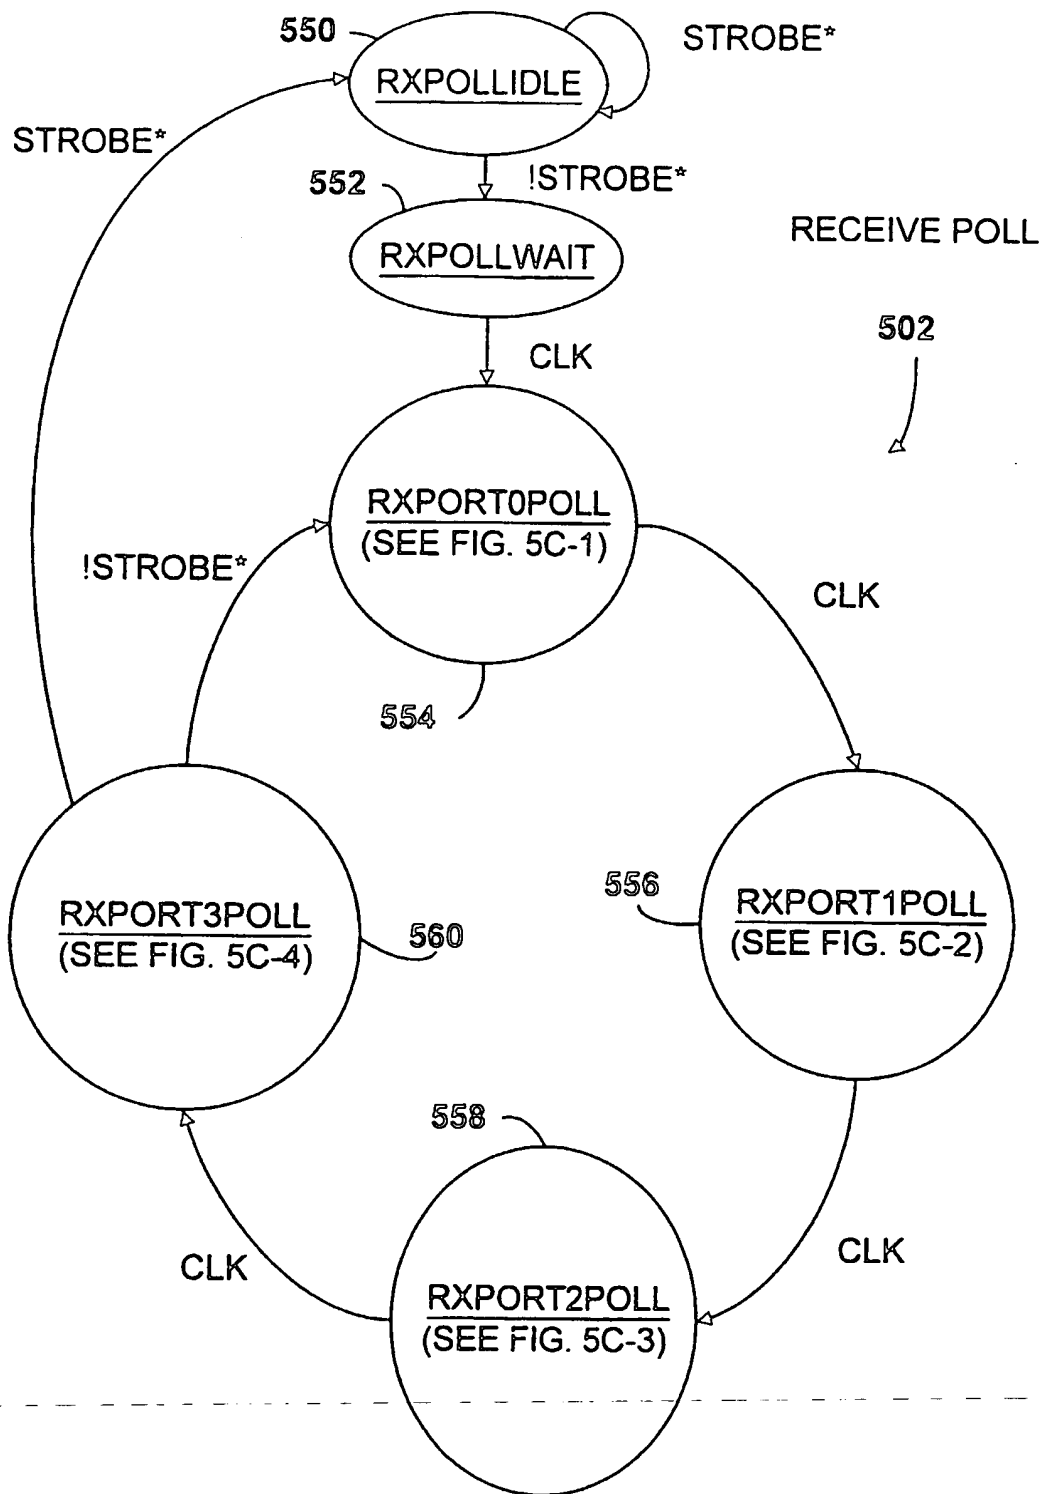 550
STROBE*
RXPOLLIDLE
STROBE*
!STROBE*
552
RECEIVE POLL
RXPOLLWAIT
502
CLK
RXPORT0POLL
(SEE FIG. 5C-1)
!STROBE*
CLK
554
556
RXPORT1POLL
(SEE FIG. 5C-2)
RXPORT3POLL
(SEE FIG. 5C-4)
560
558
CLK
CLK
RXPORT2POLL
(SEE FIG. 5C-3)